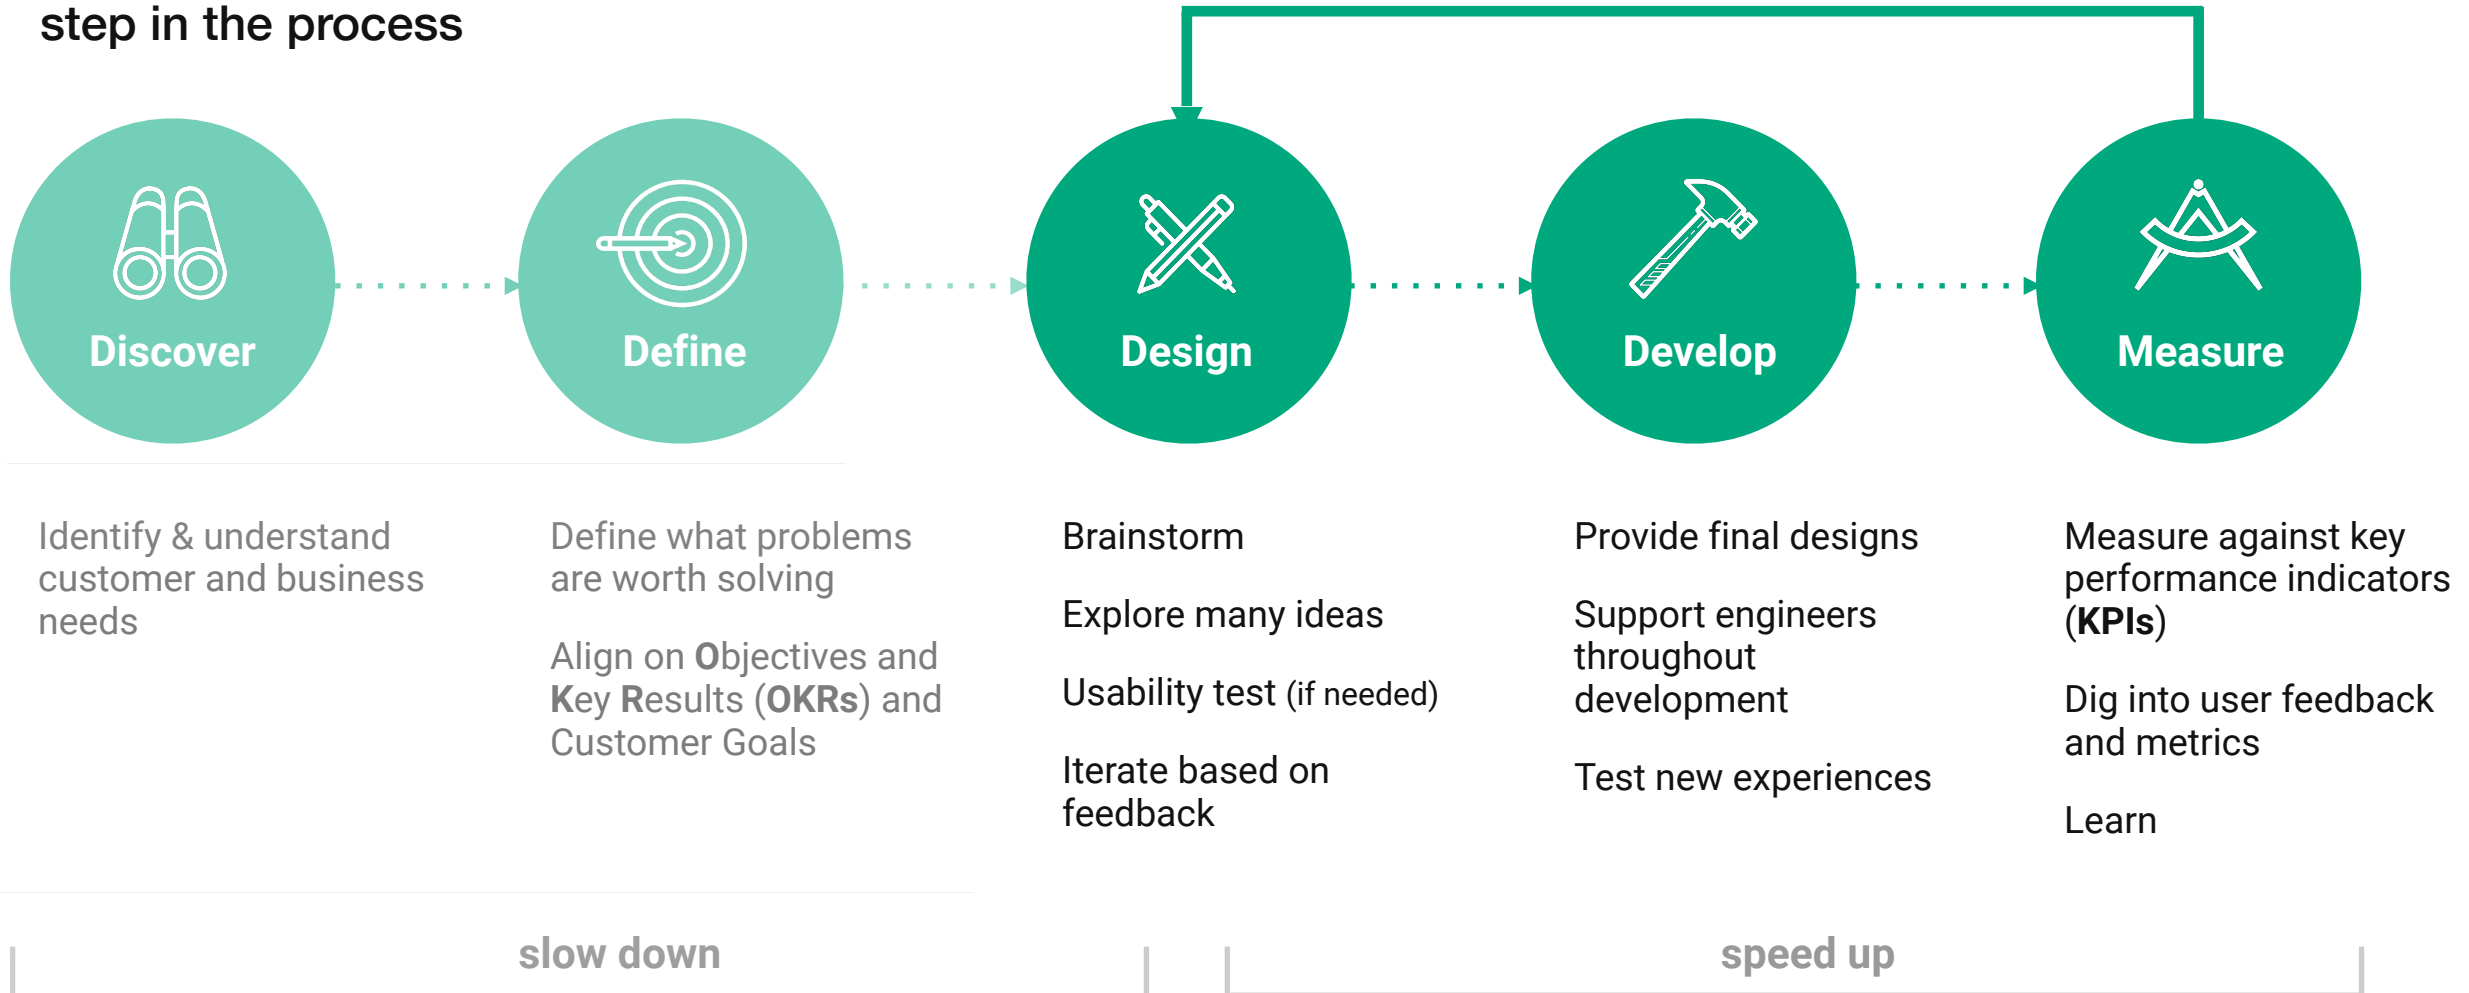 step in the process
Discover
Define
Design
Develop
Measure
Identify & understand
customer and business
needs
Define what problems
are worth solving
Align on Objectives and
Key Results (OKRs) and
Customer Goals
Brainstorm
Explore many ideas
Usability test (if needed)
Iterate based on
feedback
Provide final designs
Support engineers
throughout
development
Test new experiences
Measure against key
performance indicators
(KPIs)
Dig into user feedback
and metrics
Learn
slow down
speed up